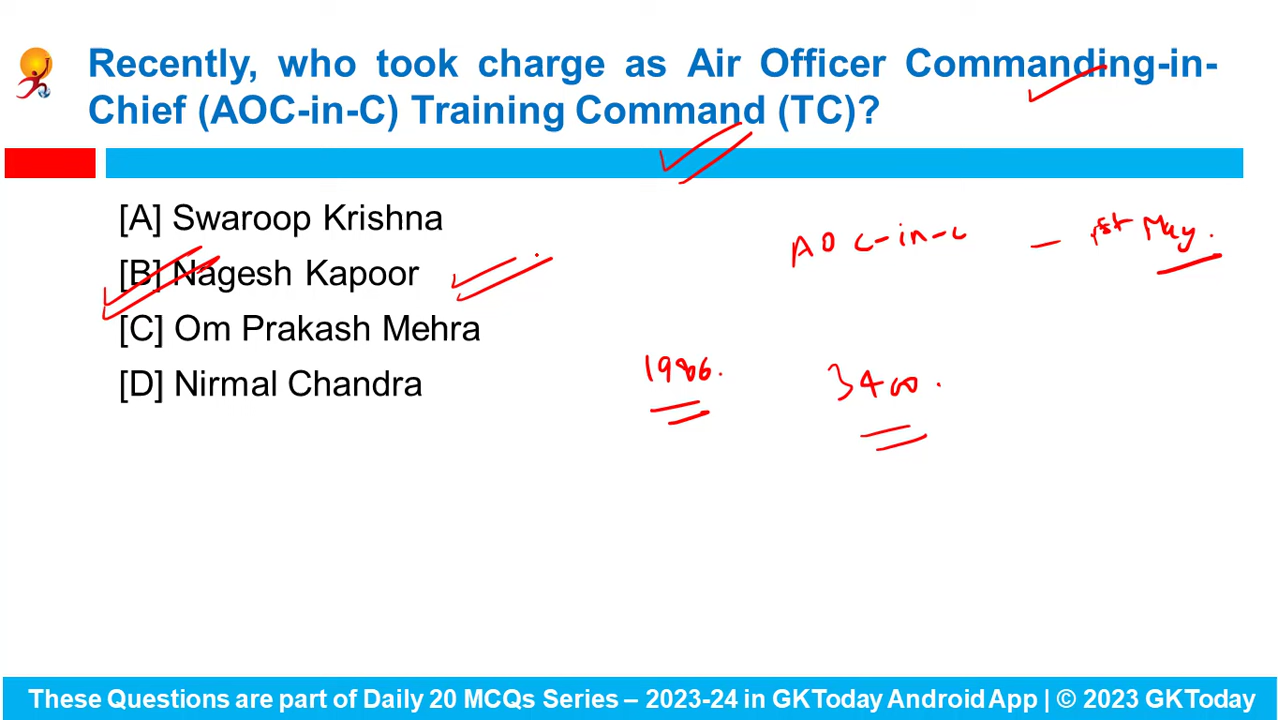 Recently, who took charge as Air Officer Commanding-in-
Chief (AOC-in-C) Training Command (TC)?
[A] Swaroop Krishna
[B] Nagesh Kapoor
[C] Om Prakash Mehra
[D] Nirmal Chandra
AOC-in-C – 1st May.
1986.
3400.
These Questions are part of Daily 20 MCQs Series – 2023-24 in GKToday Android App | © 2023 GKToday